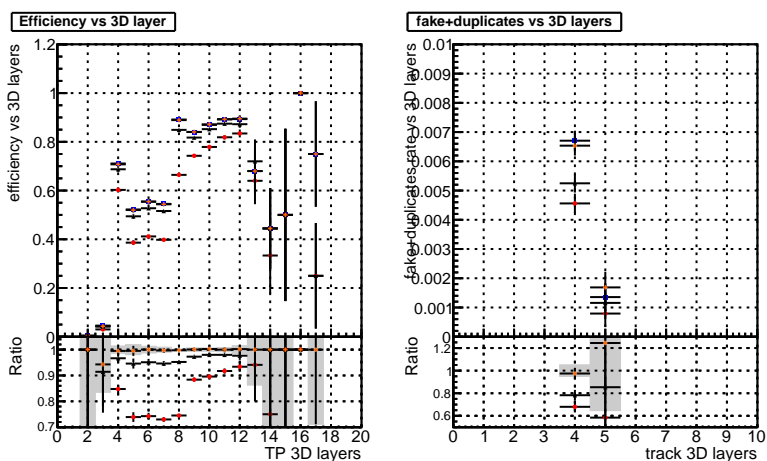 Efficiency vs 3D layer
efficiency vs 3D layers
1.2
1
0.8
0.6
0.4
0.2
0
Ratio
1
0.9
0.8
0.7
0 2 4 6 8 10 12 14 16 18 20
TP 3D layers
fake+duplicates vs 3D layers
fake+duplicates rate vs 3D layers
0.01
0.009
0.008
0.007
0.006
0.005
0.004
0.003
0.002
0.001
0
Ratio
1.2
1
0.8
0.6
0 1 2 3 4 5 6 7 8 9 10
track 3D layers